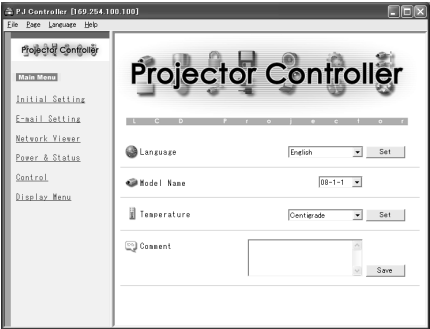 PJ Controller [169.254.100.100]
File Page Language Help
Projector Controller
Main Menu
Initial Setting
E-mail Setting
Network Viewer
Power & Status
Control
Display Menu
Projector Controller
L C D P r o j e c t o r
Language English Set
Model Name 08-1-1
Temperature Centigrade Set
Comment
Save